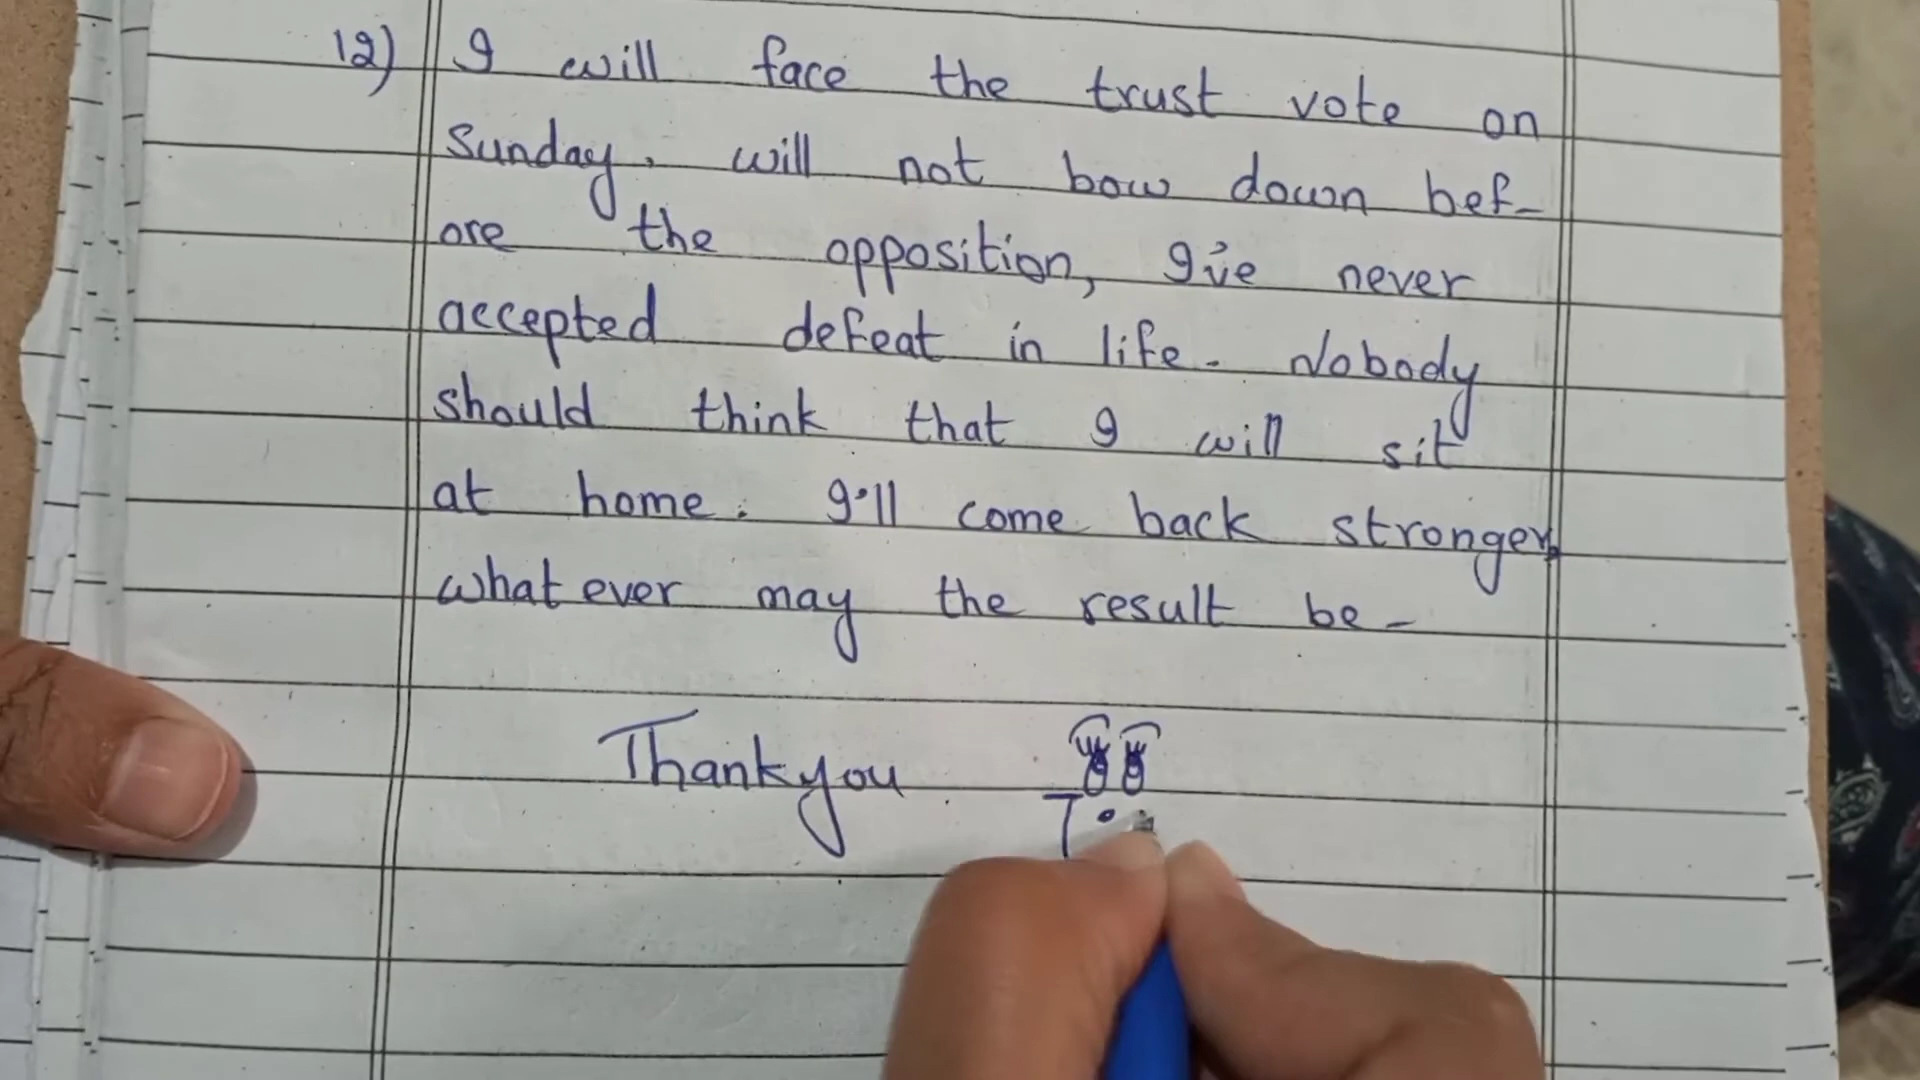 12) I will face the trust vote on
Sunday, will not bow down bef-
ore the opposition, I've never
accepted defeat in life. Nobody
should think that I will sit
at home. I'll come back stronger,
whatever may the result be-
Thankyou